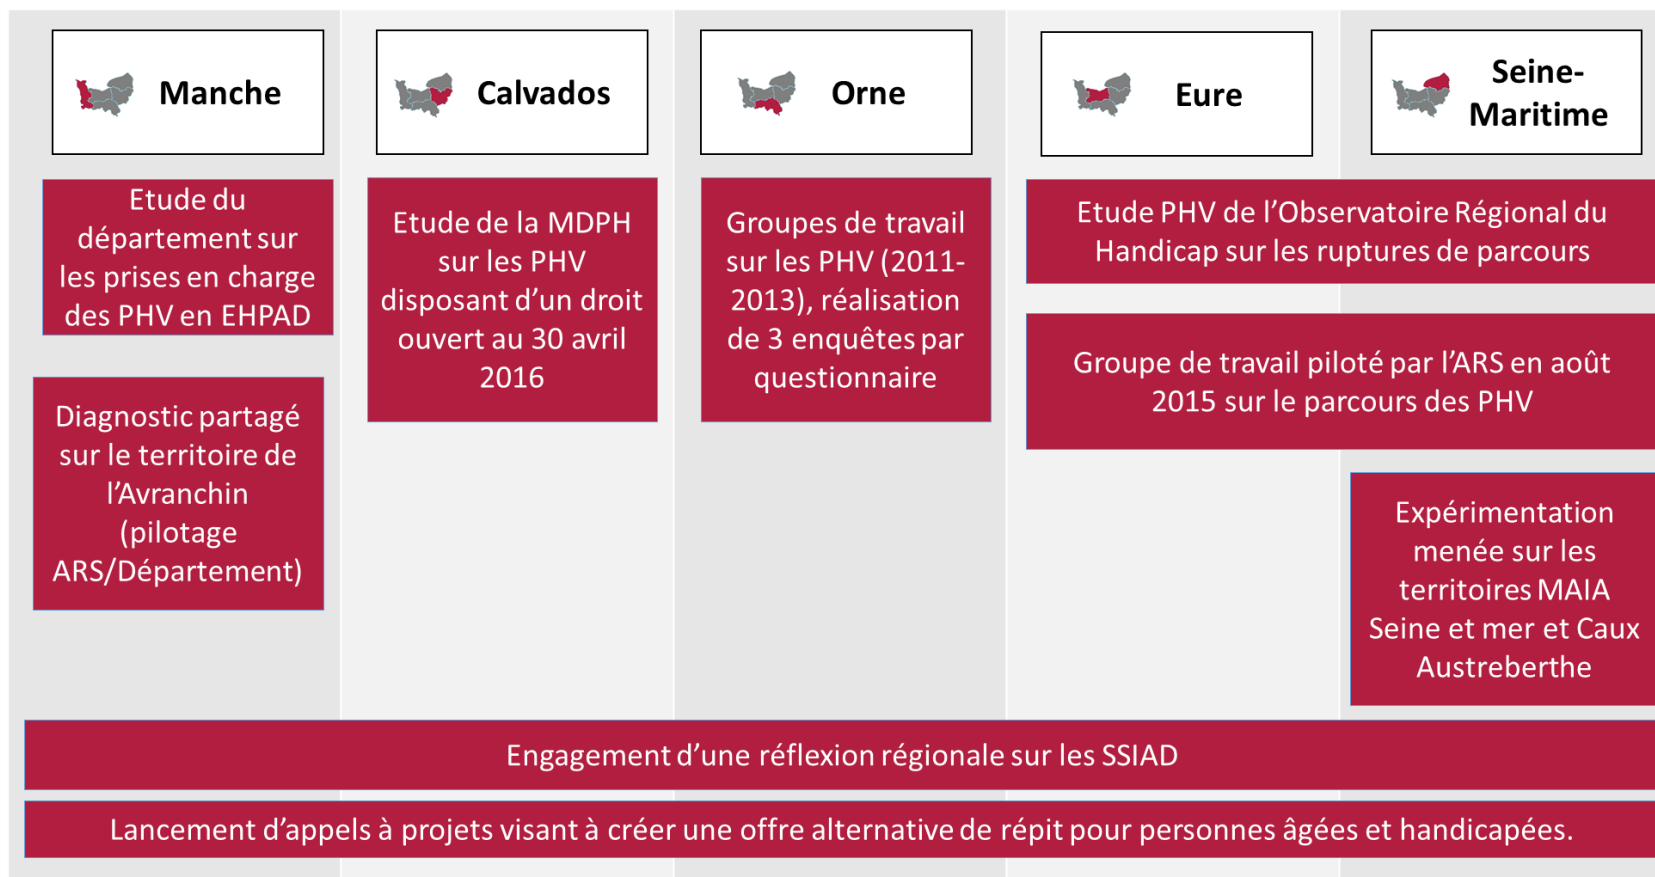 Manche
Calvados
Orne
Eure
Seine-
Maritime
Etude du
département sur
les prises en charge
des PHV en EHPAD
Diagnostic partagé
sur le territoire de
l’Avranchin
(pilotage
ARS/Département)
Etude de la MDPH
sur les PHV
disposant d’un droit
ouvert au 30 avril
2016
Groupes de travail
sur les PHV (2011-
2013), réalisation
de 3 enquêtes par
questionnaire
Etude PHV de l’Observatoire Régional du
Handicap sur les ruptures de parcours
Groupe de travail piloté par l’ARS en août
2015 sur le parcours des PHV
Expérimentation
menée sur les
territoires MAIA
Seine et mer et Caux
Austreberthe
Engagement d’une réflexion régionale sur les SSIAD
Lancement d’appels à projets visant à créer une offre alternative de répit pour personnes âgées et handicapées.